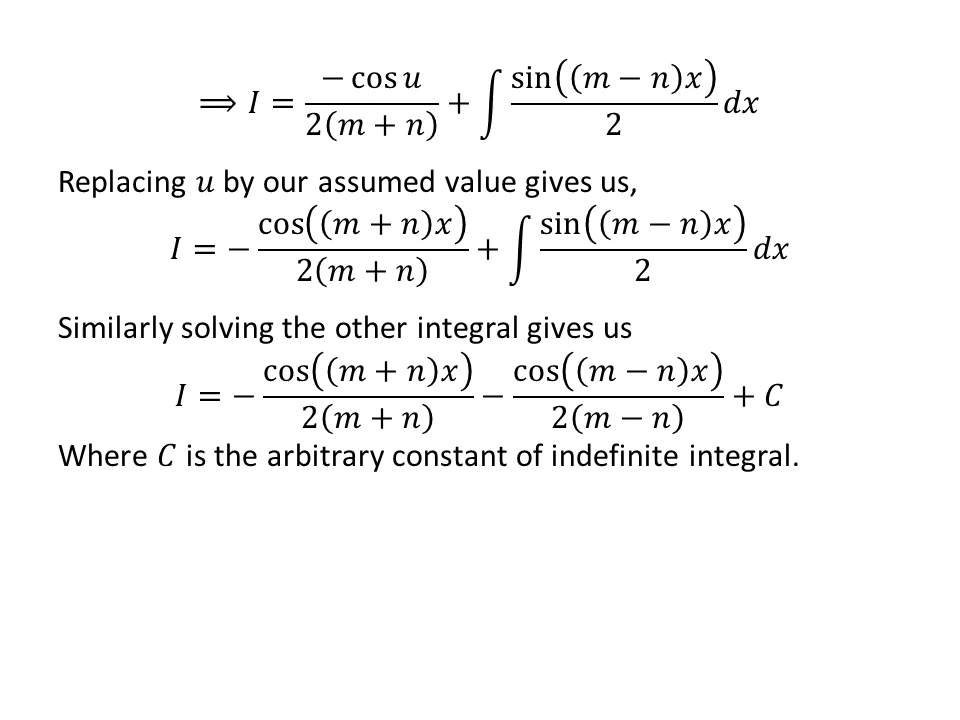 ⟹ 𝐼 = (− cos 𝑢)/(2(𝑚 + 𝑛)) + ∫ sin((𝑚 − 𝑛)𝑥)/2 𝑑𝑥
Replacing 𝑢 by our assumed value gives us,
𝐼 = − cos((𝑚 + 𝑛)𝑥)/(2(𝑚 + 𝑛)) + ∫ sin((𝑚 − 𝑛)𝑥)/2 𝑑𝑥
Similarly solving the other integral gives us
𝐼 = − cos((𝑚 + 𝑛)𝑥)/(2(𝑚 + 𝑛)) − cos((𝑚 − 𝑛)𝑥)/(2(𝑚 − 𝑛)) + 𝐶
Where 𝐶 is the arbitrary constant of indefinite integral.